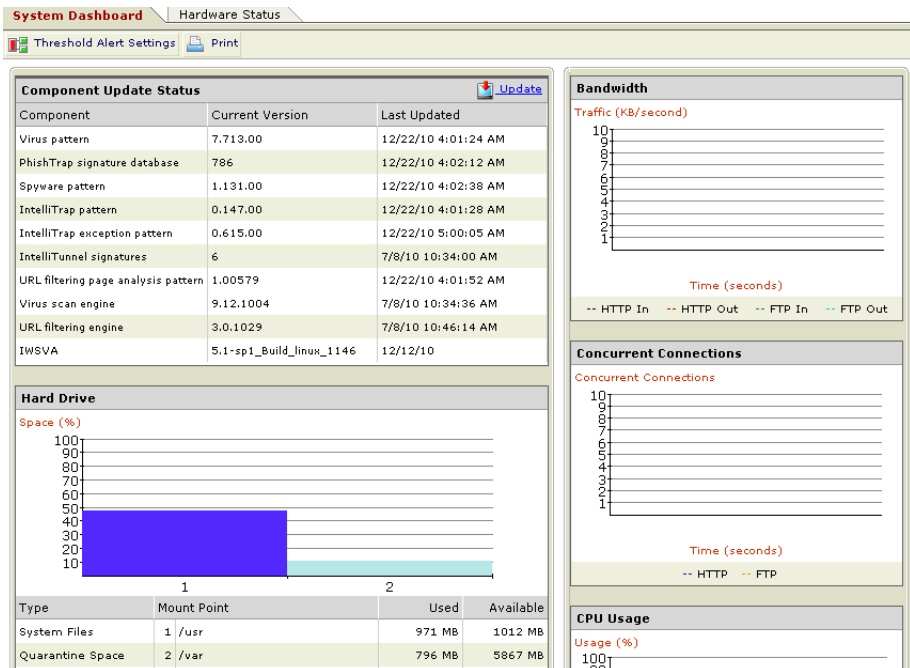 System Dashboard Hardware Status
Threshold Alert Settings Print
Component Update Status Update
Component Current Version Last Updated
Virus pattern 7.713.00 12/22/10 4:01:24 AM
PhishTrap signature database 786 12/22/10 4:02:12 AM
Spyware pattern 1.131.00 12/22/10 4:02:38 AM
IntelliTrap pattern 0.147.00 12/22/10 4:01:28 AM
IntelliTrap exception pattern 0.615.00 12/22/10 5:00:05 AM
IntelliTunnel signatures 6 7/8/10 10:34:00 AM
URL filtering page analysis pattern 1.00579 12/22/10 4:01:52 AM
Virus scan engine 9.12.1004 7/8/10 10:34:36 AM
URL filtering engine 3.0.1029 7/8/10 10:46:14 AM
IWSVA 5.1-sp1_Build_linux_1146 12/12/10
Hard Drive
Space (%)
100
90
80
70
60
50
40
30
20
10
1 2
Type Mount Point Used Available
System Files 1 /usr 971 MB 1012 MB
Quarantine Space 2 /var 796 MB 5867 MB
Bandwidth
Traffic (KB/second)
10
9
8
7
6
5
4
3
2
1
Time (seconds)
-- HTTP In -- HTTP Out -- FTP In -- FTP Out
Concurrent Connections
Concurrent Connections
10
9
8
7
6
5
4
3
2
1
Time (seconds)
-- HTTP -- FTP
CPU Usage
Usage (%)
100